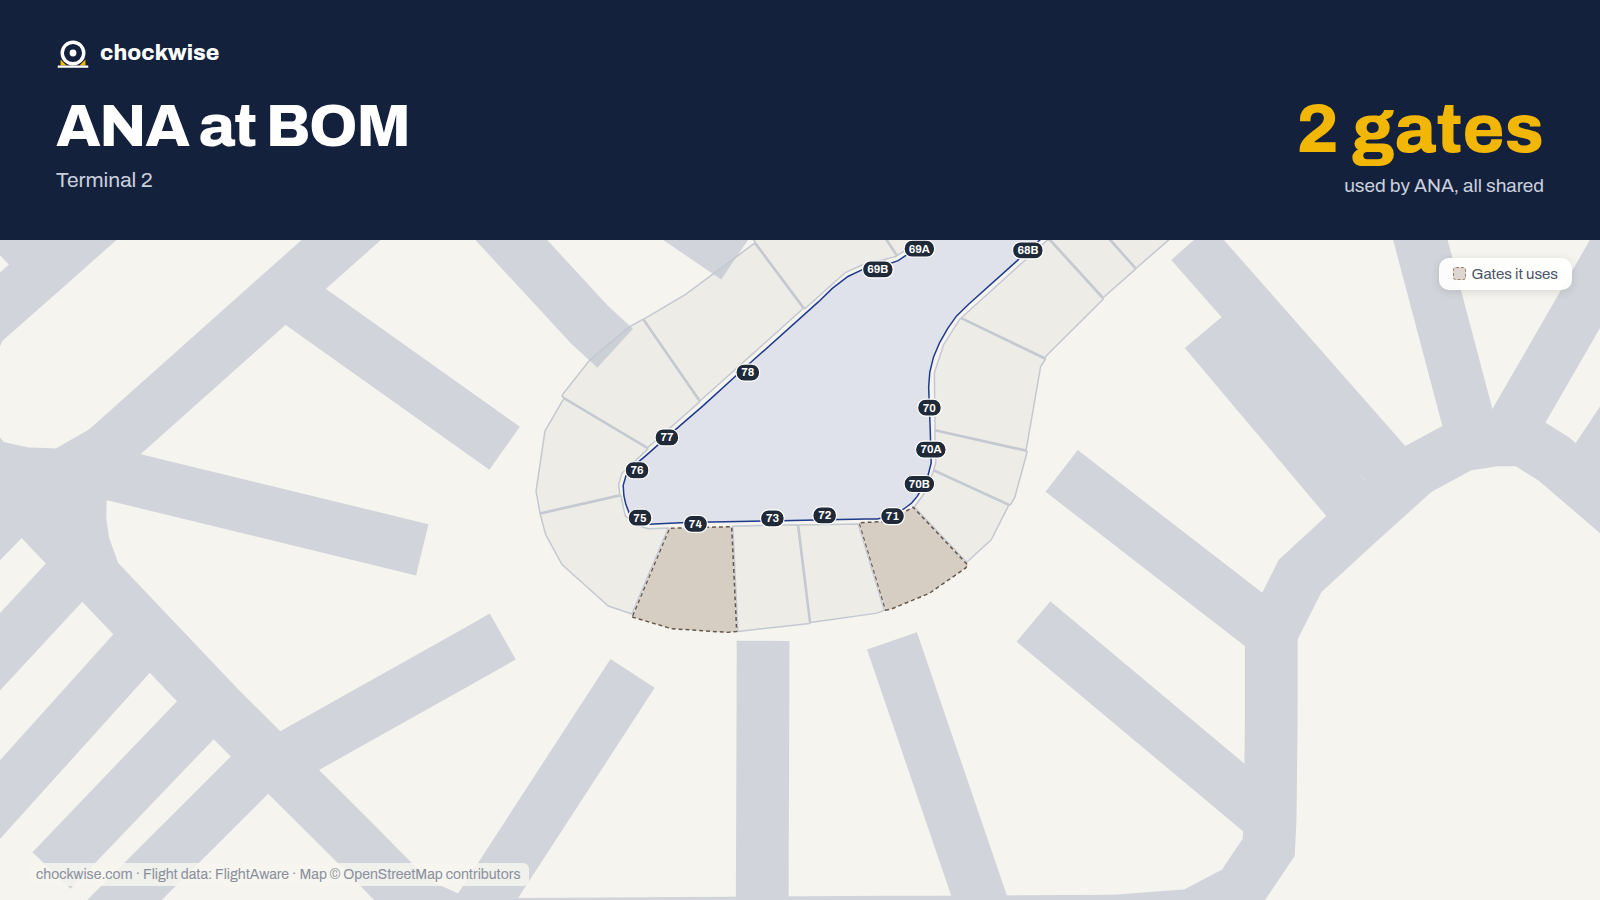 chockwise
ANA at BOM
Terminal 2
2 gates
used by ANA, all shared
Gates it uses
69A
68B
69B
78
70
77
70A
76
70B
75
74
73
72
71
chockwise.com · Flight data: FlightAware · Map © OpenStreetMap contributors